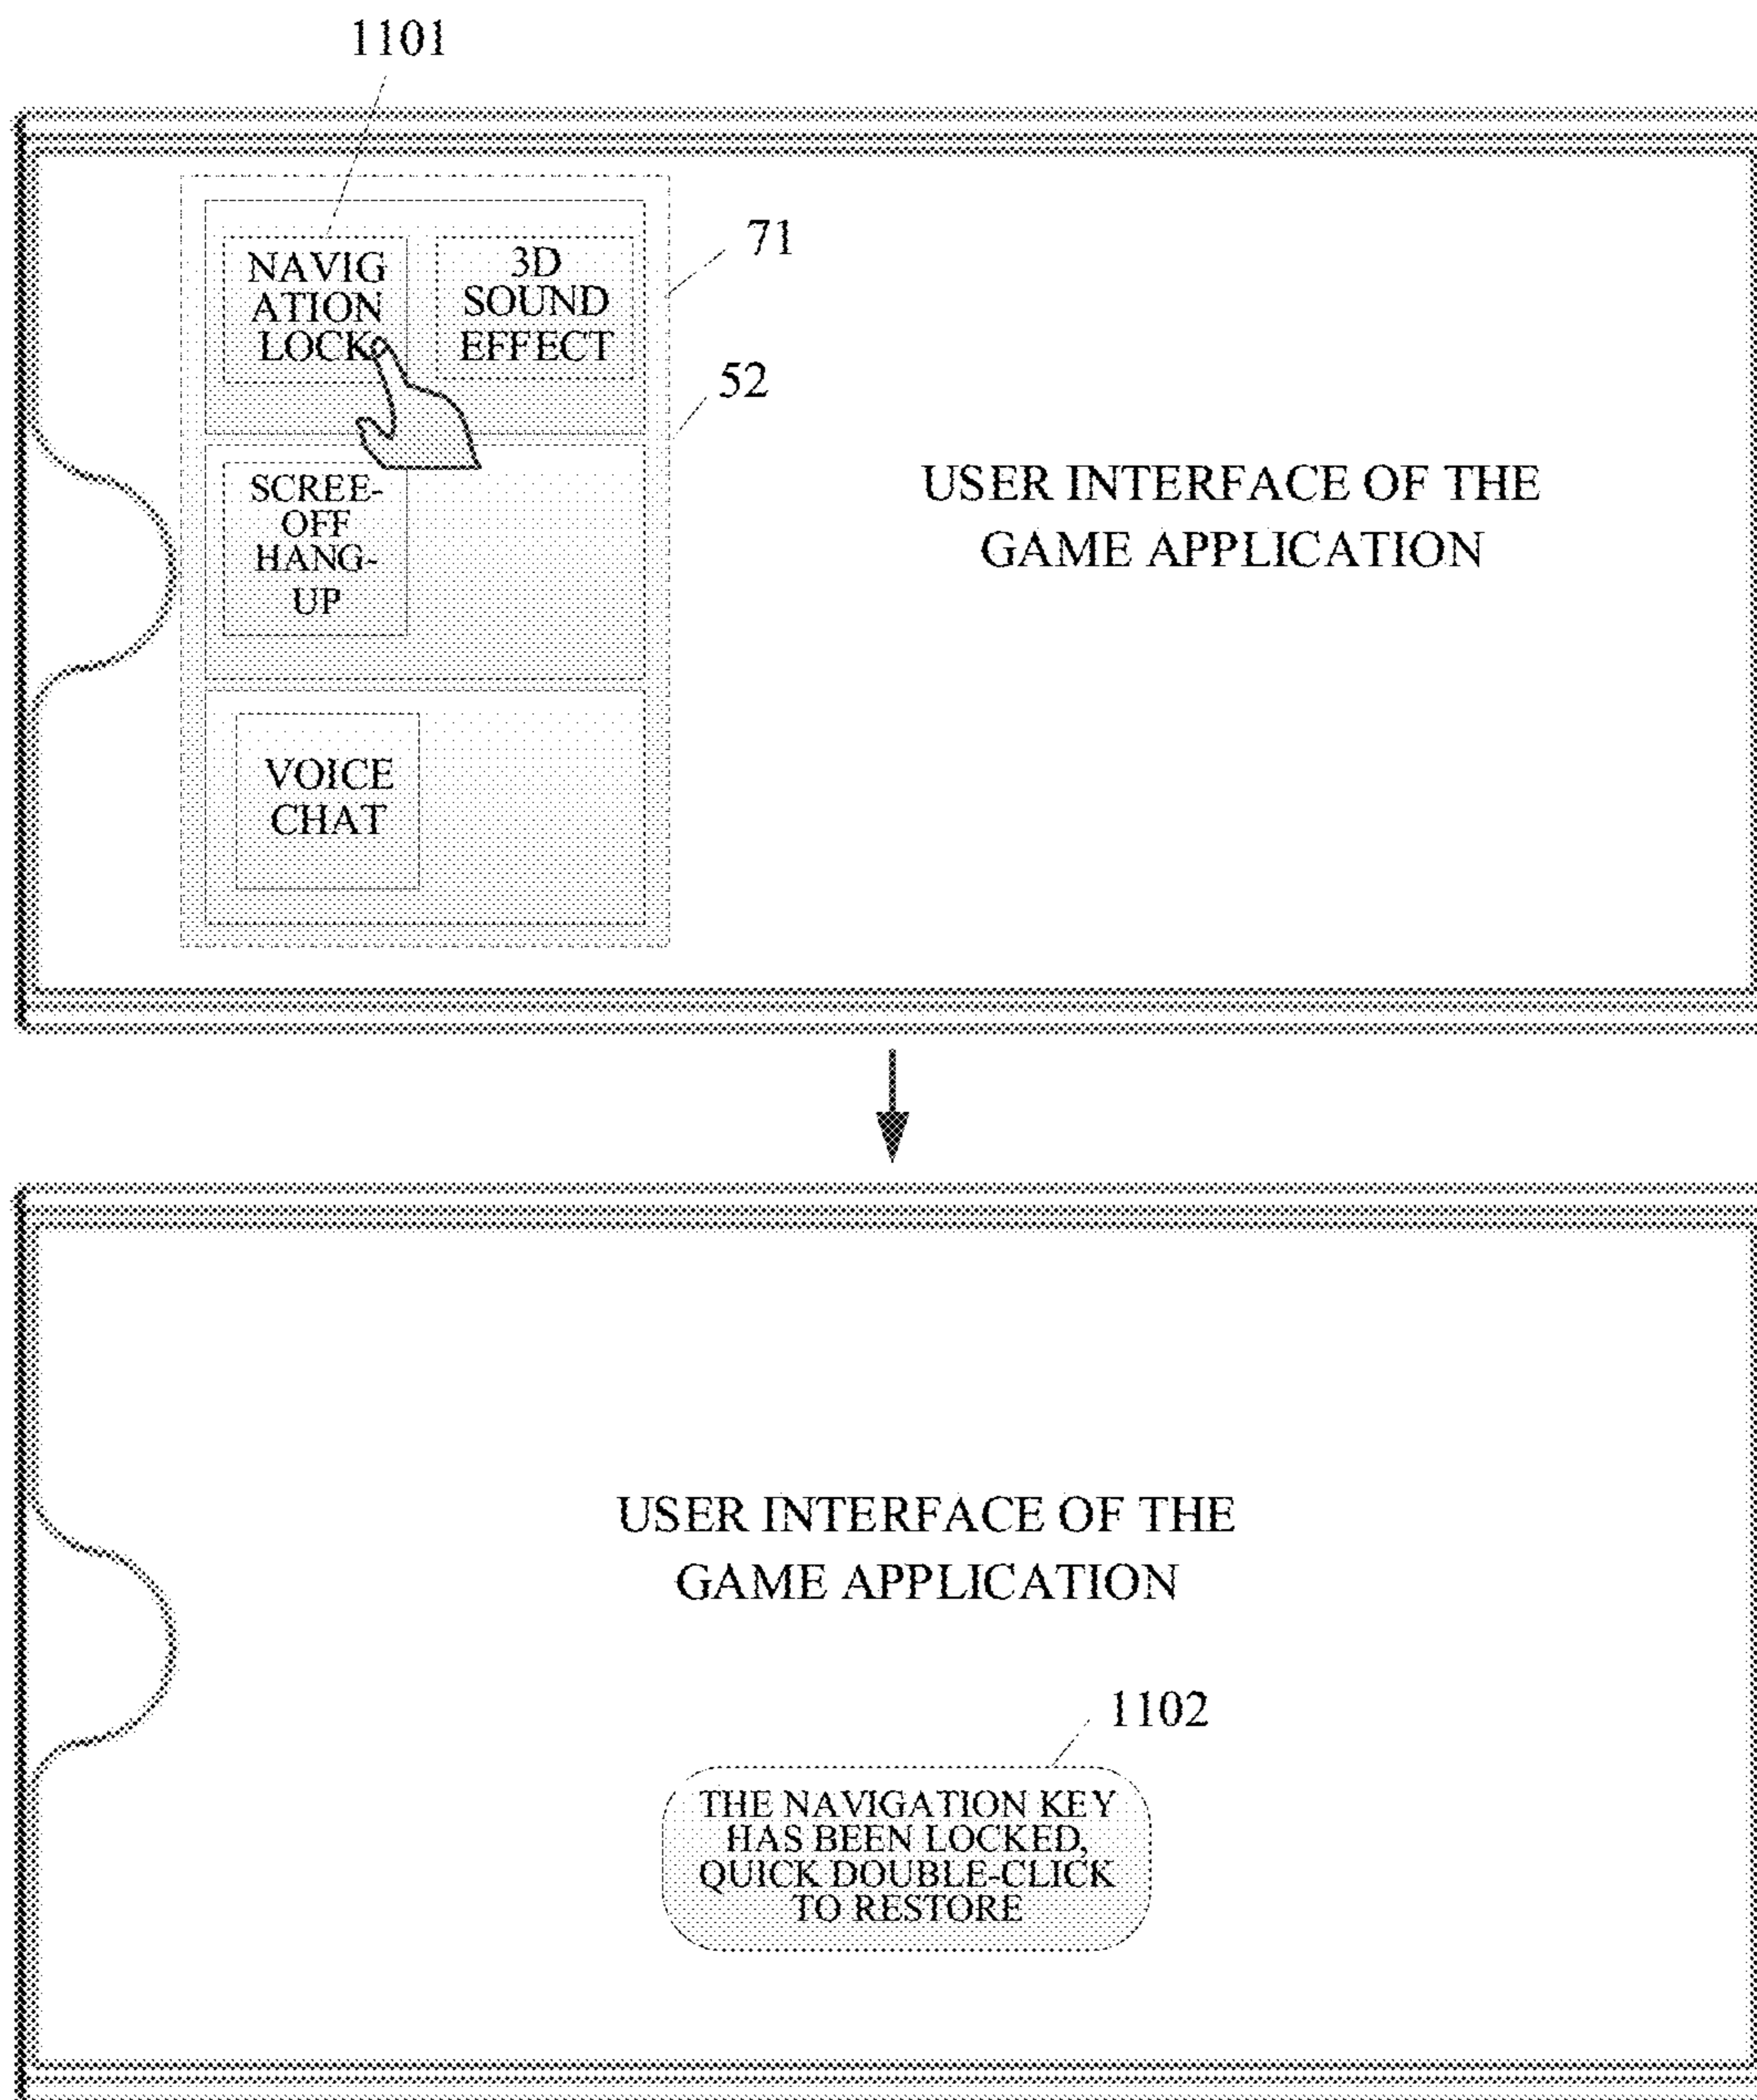 1101
NAVIG
ATION
LOCK
3D
SOUND
EFFECT
71
52
SCREE-
OFF
HANG-
UP
VOICE
CHAT
USER INTERFACE OF THE
GAME APPLICATION
USER INTERFACE OF THE
GAME APPLICATION
1102
THE NAVIGATION KEY
HAS BEEN LOCKED,
QUICK DOUBLE-CLICK
TO RESTORE